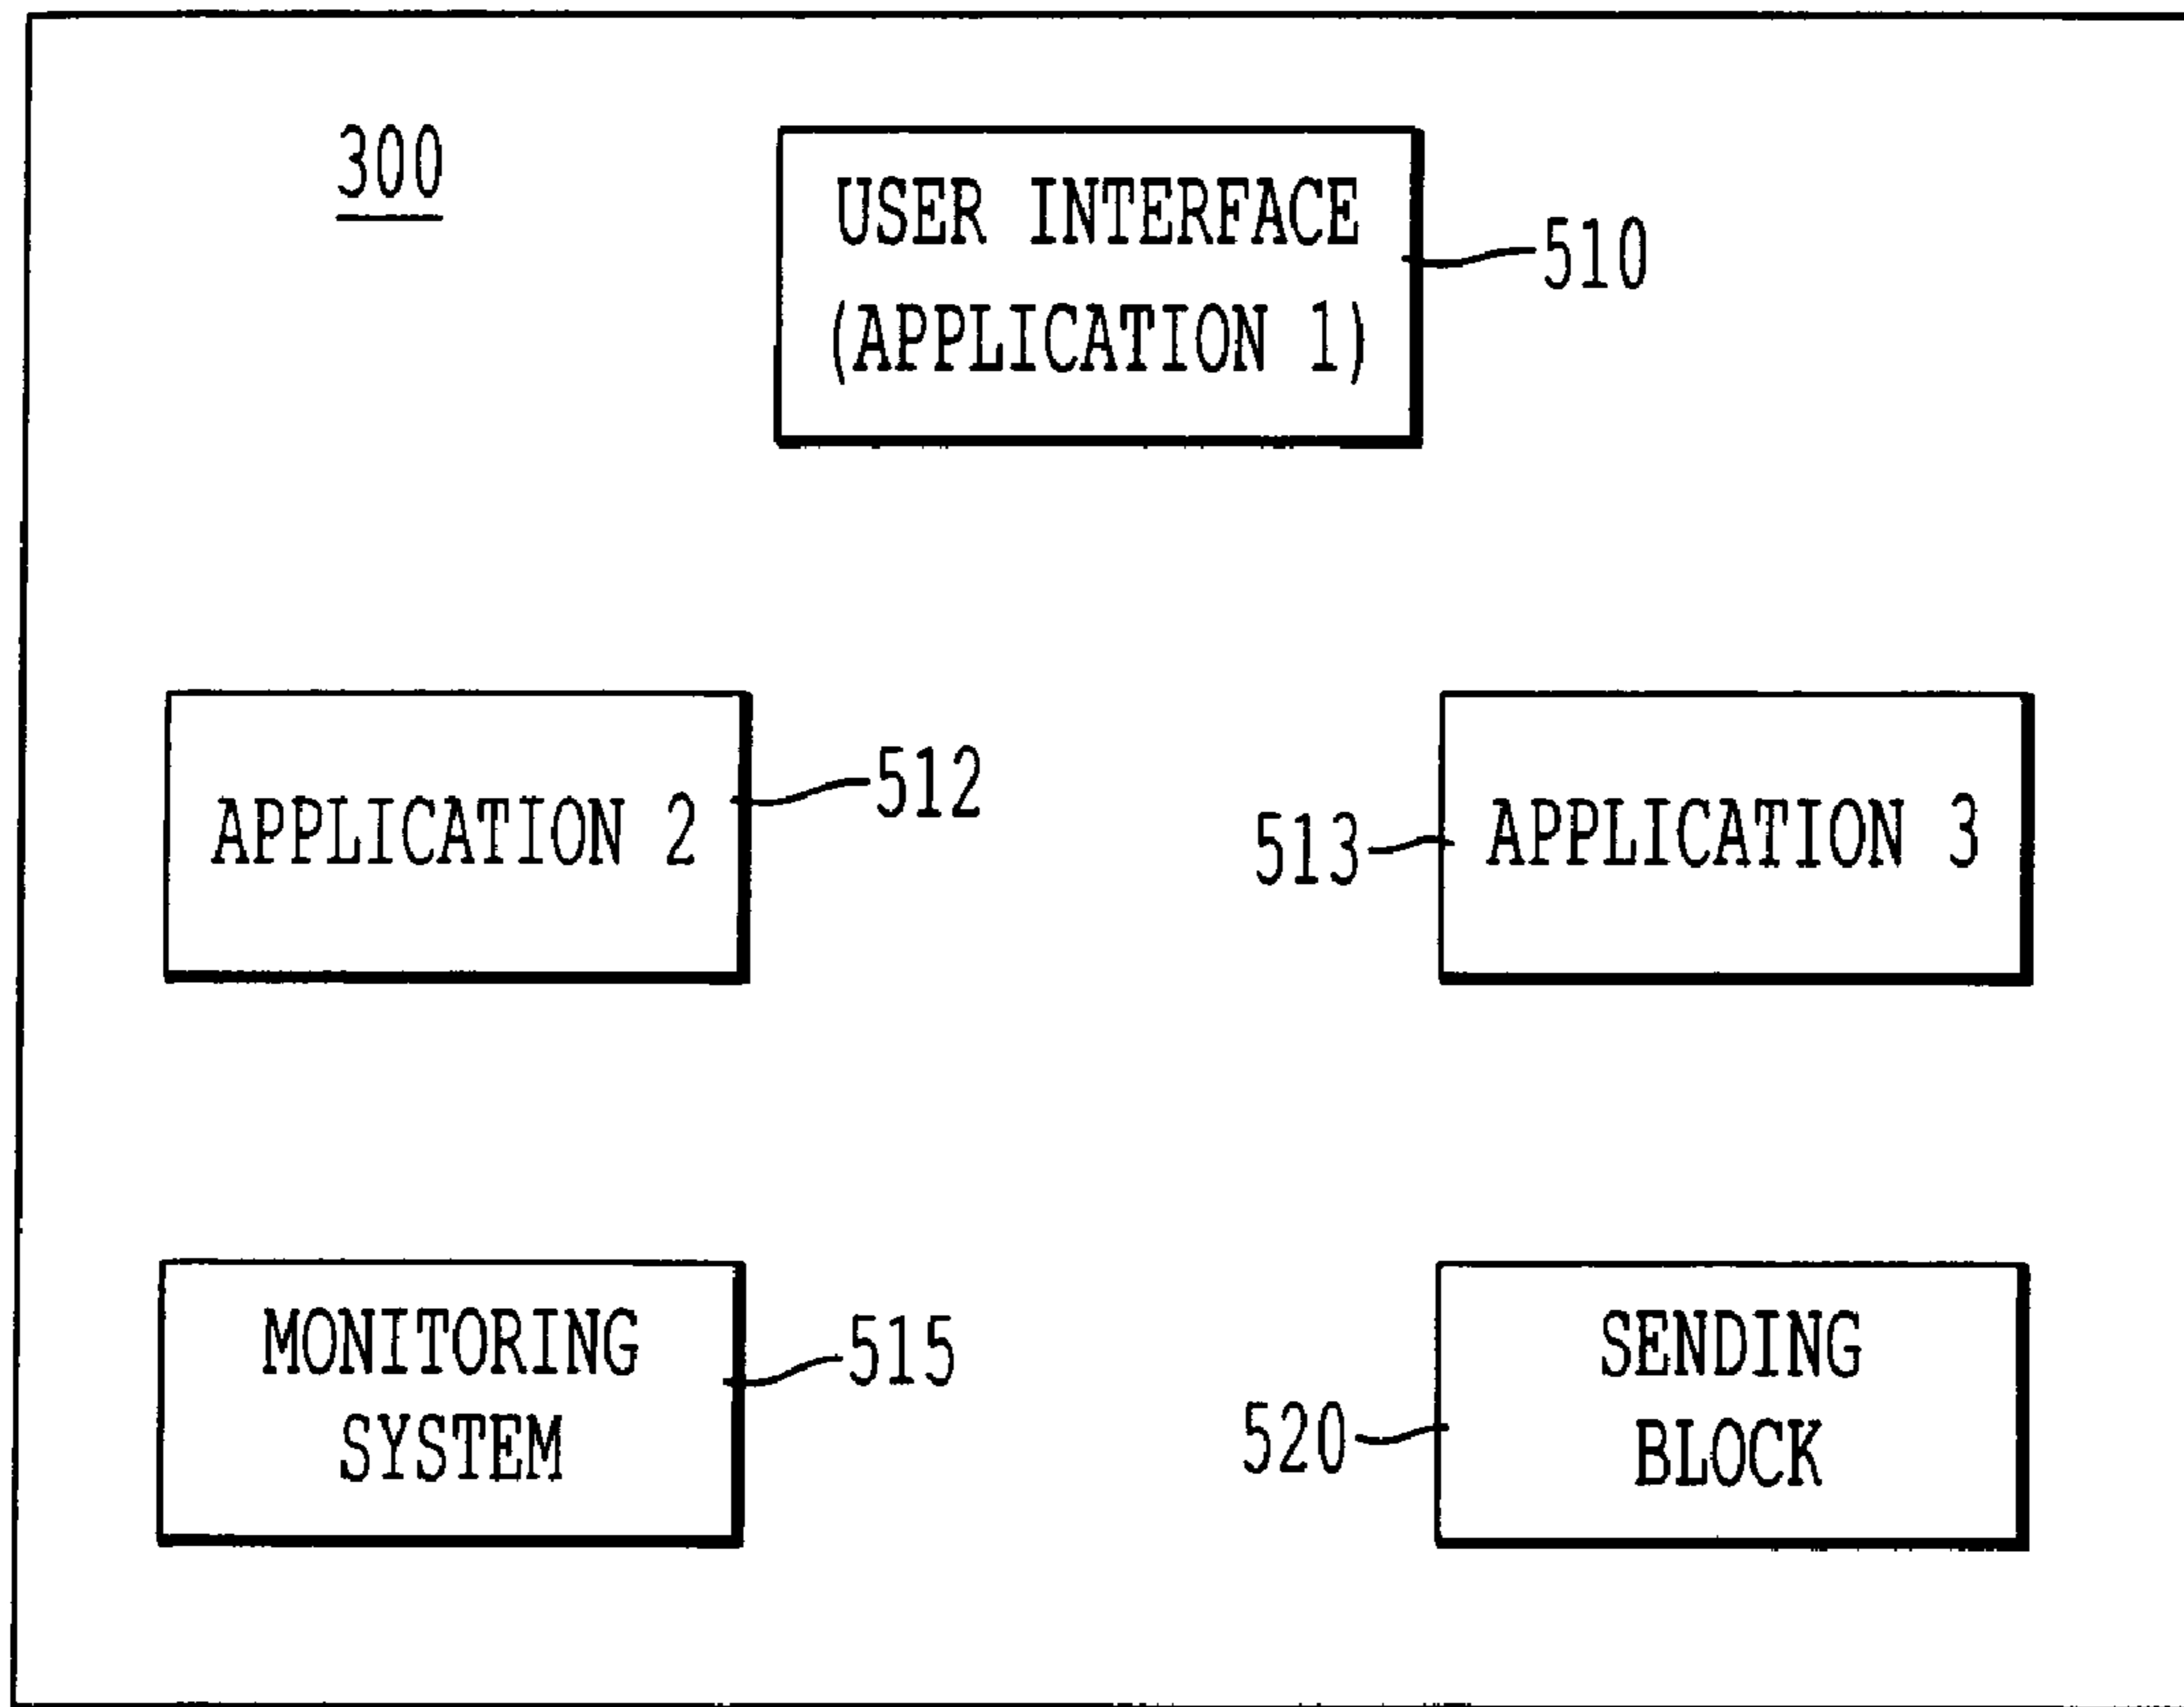 300
USER INTERFACE
(APPLICATION 1)
510
APPLICATION 2
512
513
APPLICATION 3
MONITORING
SYSTEM
515
520
SENDING
BLOCK